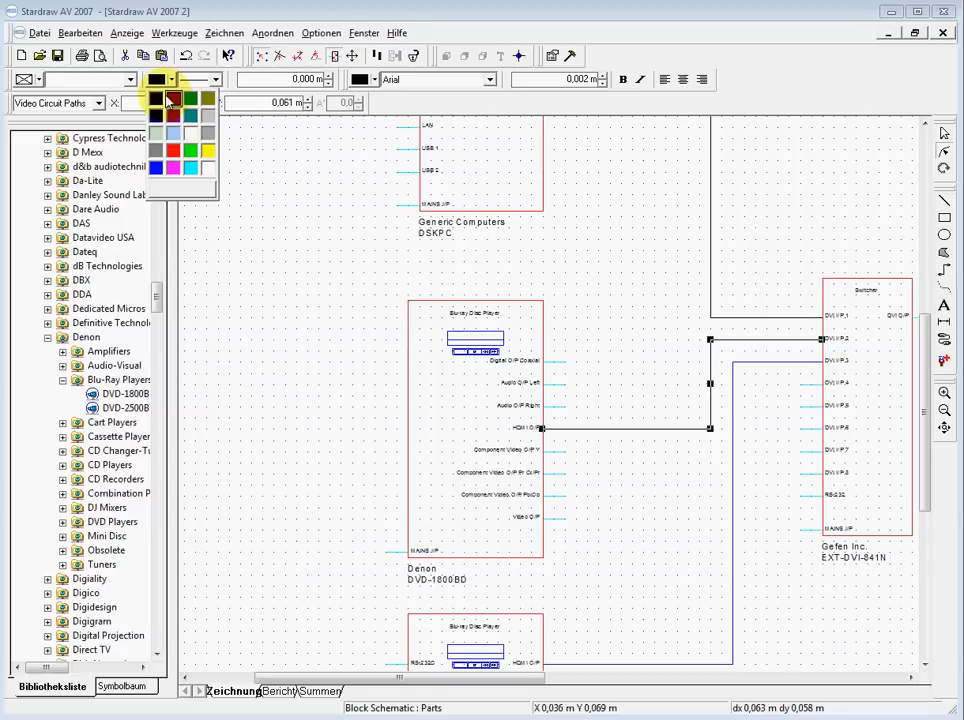 Stardraw AV 2007 - [Stardraw AV 2007 2]
Datei Bearbeiten Anzeige Werkzeuge Zeichnen Anordnen Optionen Fenster Hilfe
0,000 m Arial 0,002 m B I
Video Circuit Paths X: 0,061 m A° 0,0
Cypress Technolo
D Mexx
d&b audiotechni
Da-Lite
Danley Sound Lab
Dare Audio
DAS
Datavideo USA
Dateq
dB Technologies
DBX
DDA
Dedicated Micros
Definitive Technolo
Denon
Amplifiers
Audio-Visual
Blu-Ray Players
DVD-1800B
DVD-2500B
Cart Players
Cassette Player
CD Changer-Tu
CD Players
CD Recorders
Combination P
DJ Mixers
DVD Players
Mini Disc
Obsolete
Tuners
Digiality
Digico
Digidesign
Digigram
Digital Projection
Direct TV
Bibliotheksliste Symbolbaum
LAN
USB 1
USB 2
MAINS I/P
Generic Computers
DSKPC
Blu-ray Disc Player
Digital O/P Coaxial
Audio O/P Left
Audio O/P Right
HDMI O/P
Component Video O/P Y
Component Video O/P Pr Cr/Pr
Component Video O/P Pb/Cb
Video O/P
MAINS I/P
Denon
DVD-1800BD
Blu-ray Disc Player
RS-232C HDMI O/P
Switcher
DVI I/P.1 DVI O/P
DVI I/P.2
DVI I/P.3
DVI I/P.4
DVI I/P.5
DVI I/P.6
DVI I/P.7
DVI I/P.8
RS-232
MAINS I/P
Gefen Inc.
EXT-DVI-841N
Zeichnung Bericht Summen
Block Schematic : Parts X 0,036 m Y 0,069 m dx 0,063 m dy 0,058 m